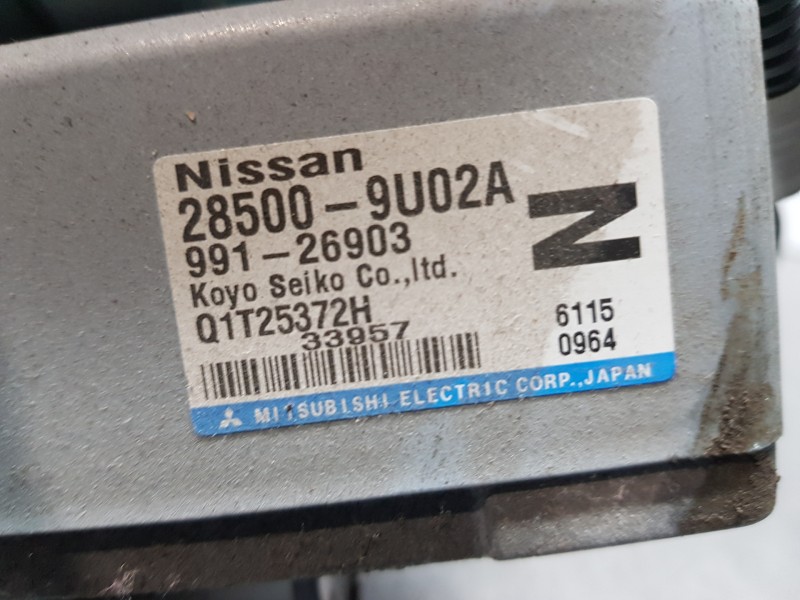 Nissan
28500-9U02A
991-26903
Koyo Seiko Co.,ltd.
Q1T25372H
33957
N
6115
0964
MITSUBISHI ELECTRIC CORP.,JAPAN